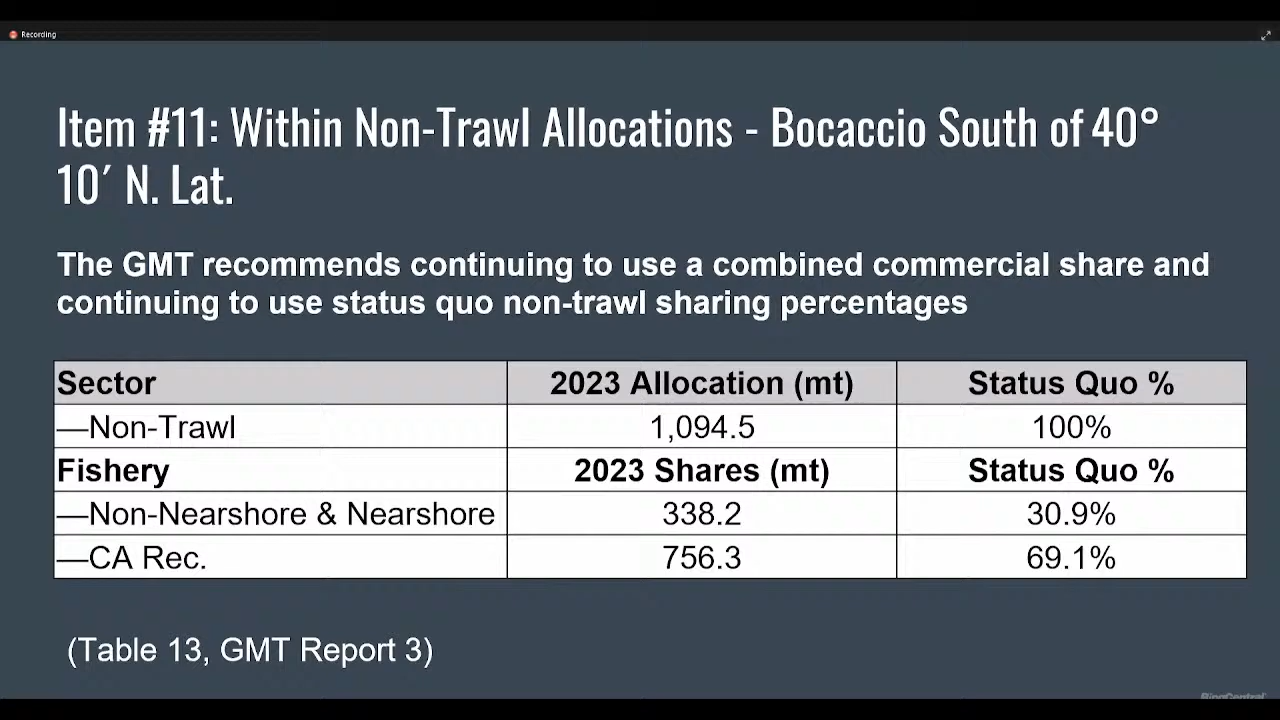 Recording
Item #11: Within Non-Trawl Allocations - Bocaccio South of 40°
10´ N. Lat.
The GMT recommends continuing to use a combined commercial share and
continuing to use status quo non-trawl sharing percentages
Sector 2023 Allocation (mt) Status Quo %
—Non-Trawl 1,094.5 100%
Fishery 2023 Shares (mt) Status Quo %
—Non-Nearshore & Nearshore 338.2 30.9%
—CA Rec. 756.3 69.1%
(Table 13, GMT Report 3)
RingCentral